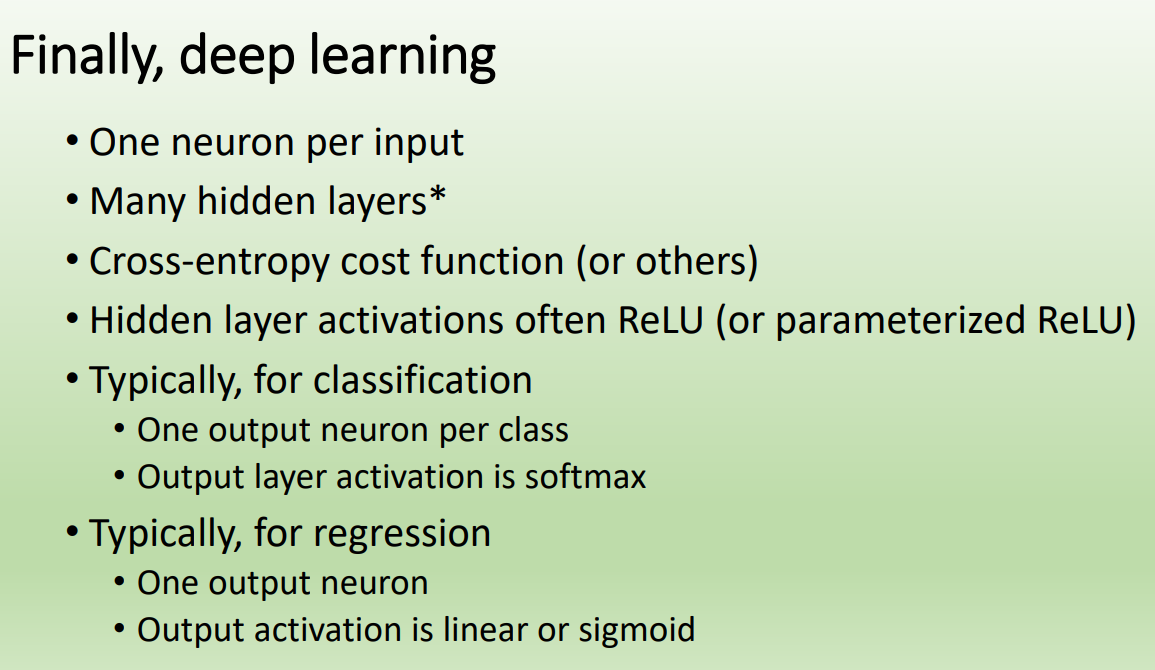 Finally, deep learning
• One neuron per input
• Many hidden layers*
• Cross-entropy cost function (or others)
• Hidden layer activations often ReLU (or parameterized ReLU)
• Typically, for classification
• One output neuron per class
• Output layer activation is softmax
• Typically, for regression
• One output neuron
• Output activation is linear or sigmoid